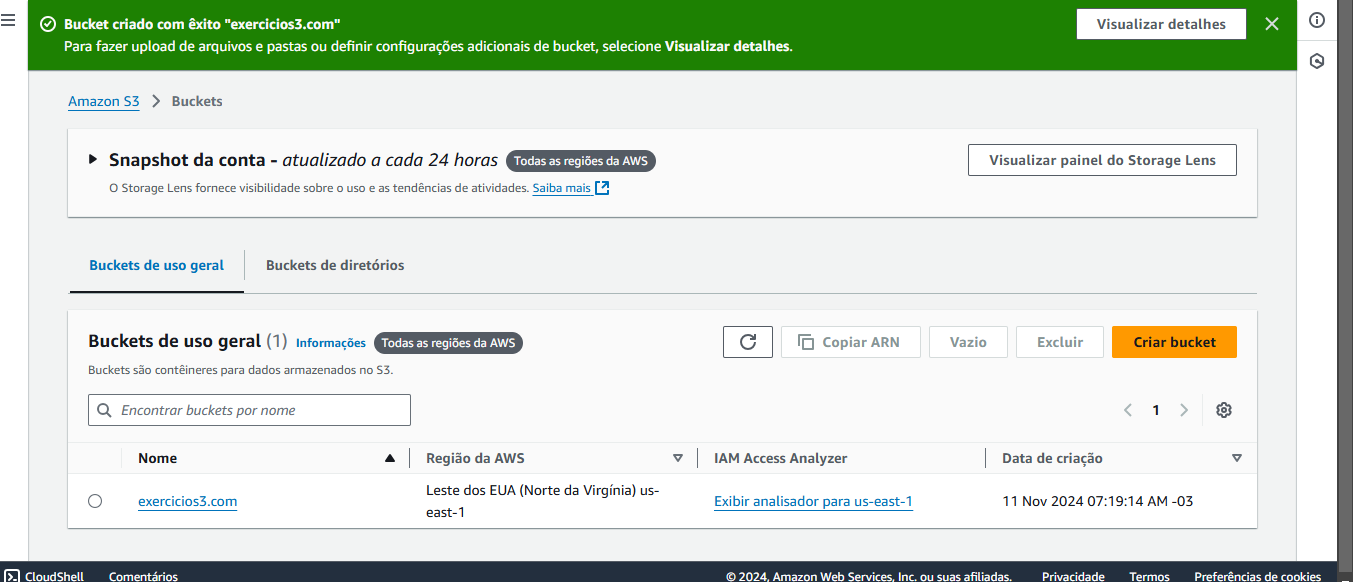 Bucket criado com êxito "exercicios3.com"
Para fazer upload de arquivos e pastas ou definir configurações adicionais de bucket, selecione Visualizar detalhes.
Visualizar detalhes
Amazon S3 Buckets
Snapshot da conta - atualizado a cada 24 horas Todas as regiões da AWS
O Storage Lens fornece visibilidade sobre o uso e as tendências de atividades. Saiba mais
Visualizar painel do Storage Lens
Buckets de uso geral Buckets de diretórios
Buckets de uso geral (1) Informações Todas as regiões da AWS
Buckets são contêineres para dados armazenados no S3.
Copiar ARN Vazio Excluir Criar bucket
Encontrar buckets por nome
1
Nome Região da AWS IAM Access Analyzer Data de criação
exercicios3.com
Leste dos EUA (Norte da Virgínia) us-
east-1
Exibir analisador para us-east-1
11 Nov 2024 07:19:14 AM -03
CloudShell Comentários © 2024, Amazon Web Services, Inc. ou suas afiliadas. Privacidade Termos Preferências de cookies